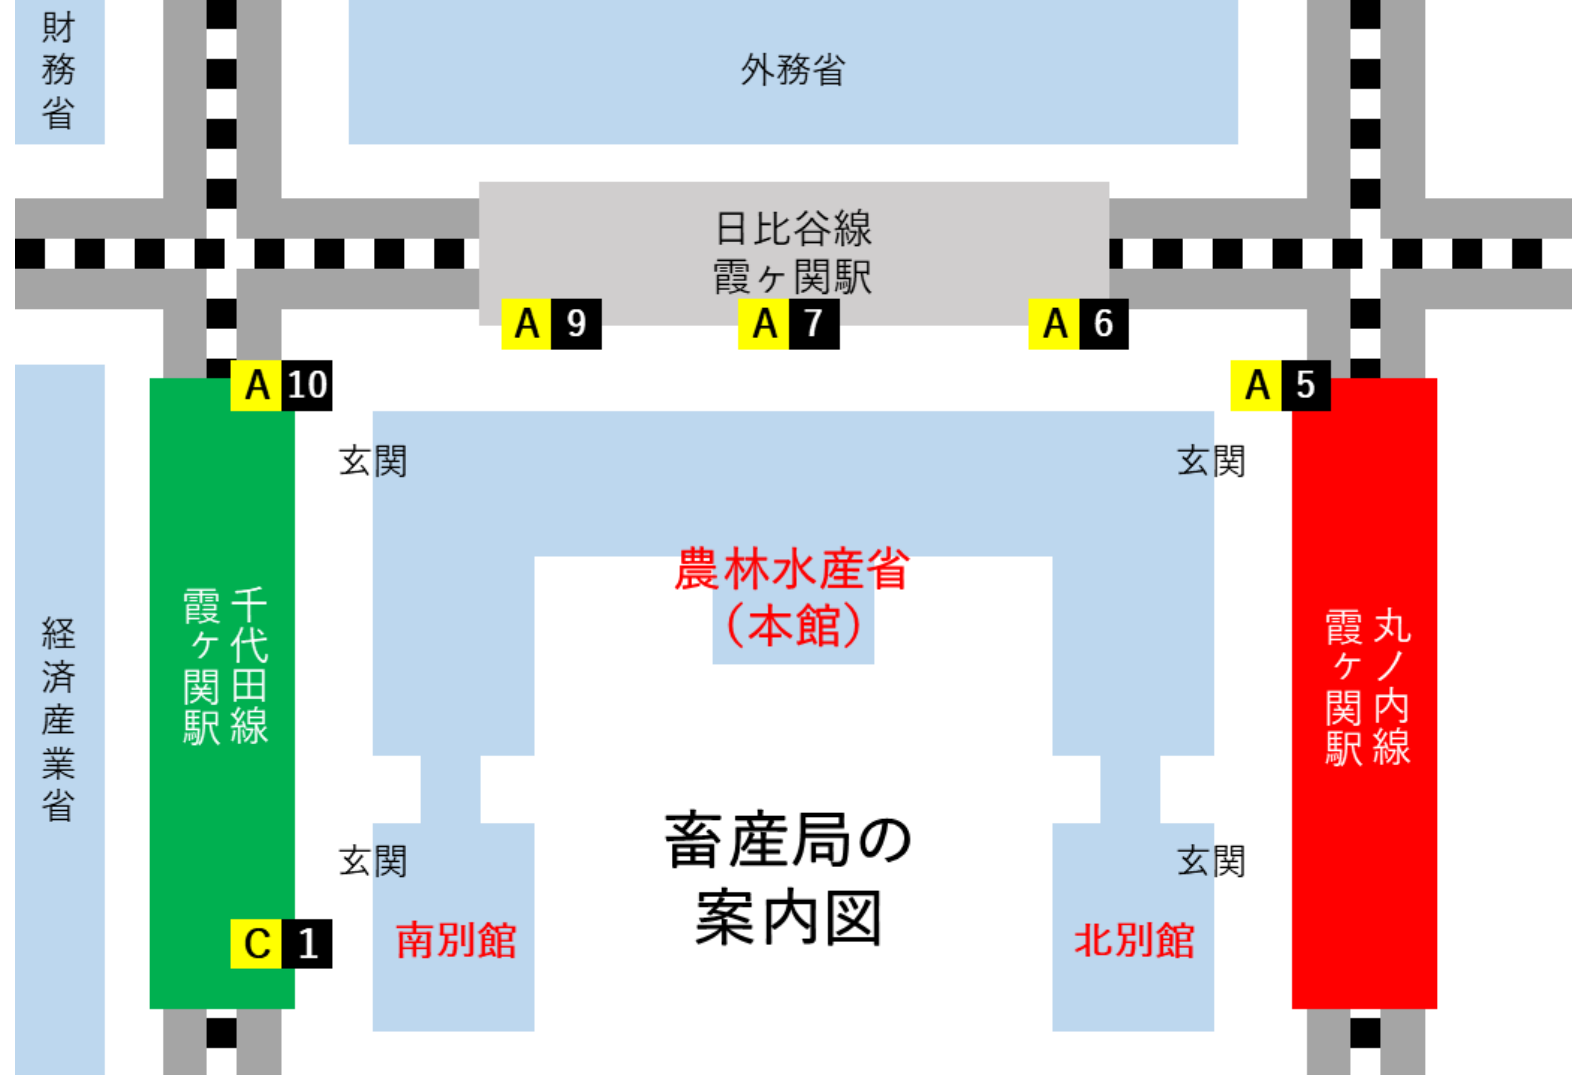 財務省
外務省
日比谷線
霞ヶ関駅
A 9
A 7
A 6
A 10
A 5
玄関
玄関
農林水産省
（本館）
千代田線
霞ヶ関駅
丸ノ内線
霞ヶ関駅
経済産業省
畜産局の
案内図
玄関
玄関
C 1
南別館
北別館